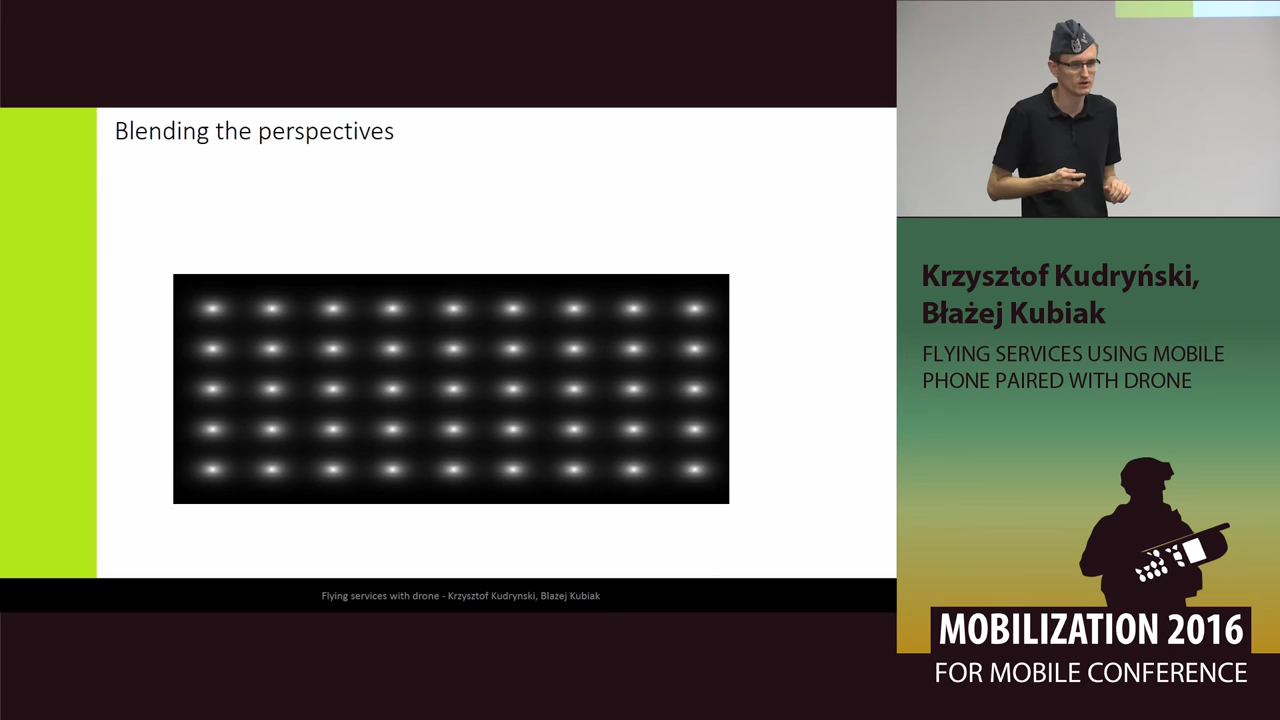 Blending the perspectives
Flying services with drone - Krzysztof Kudrynski, Blazej Kubiak
Krzysztof Kudryński,
Błażej Kubiak
FLYING SERVICES USING MOBILE
PHONE PAIRED WITH DRONE
MOBILIZATION 2016
FOR MOBILE CONFERENCE